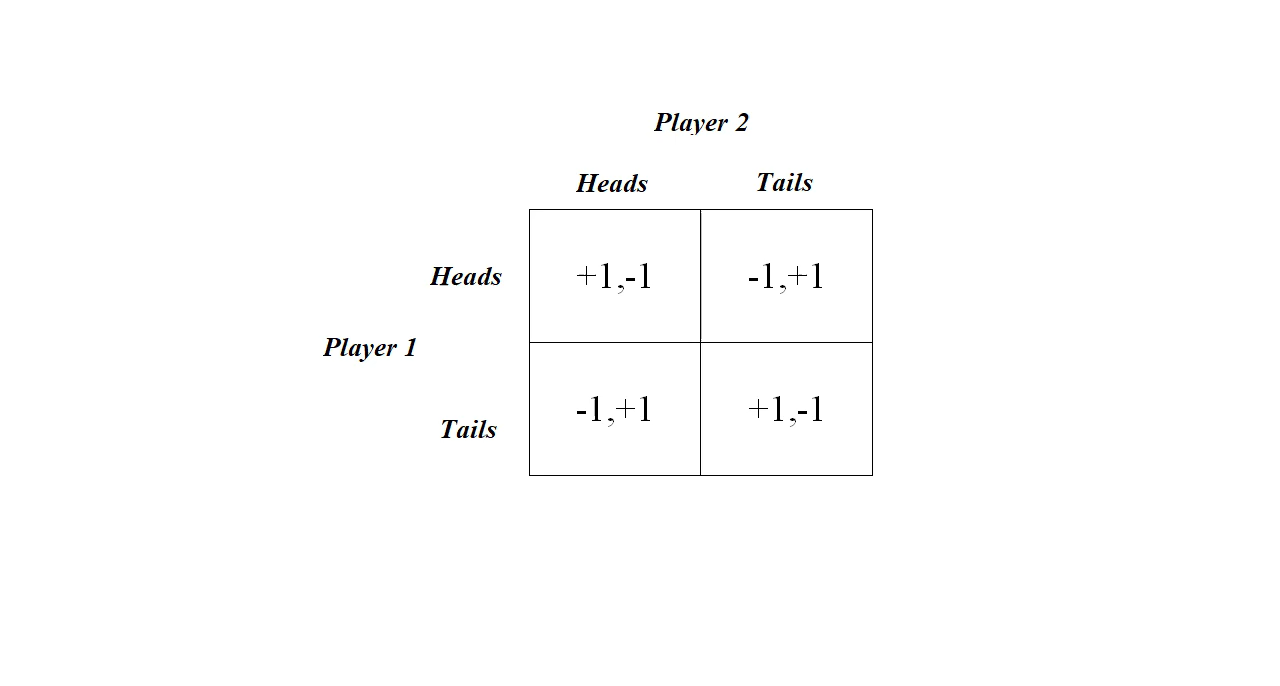 Player 2
Heads Tails
Heads +1,-1 -1,+1
Player 1
Tails -1,+1 +1,-1